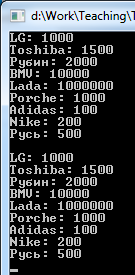 d:\Work\Teaching\T
LG: 1000
Toshiba: 1500
Рубин: 2000
BMV: 10000
Lada: 1000000
Porche: 1000
Adidas: 100
Nike: 200
Русь: 500
LG: 1000
Toshiba: 1500
Рубин: 2000
BMV: 10000
Lada: 1000000
Porche: 1000
Adidas: 100
Nike: 200
Русь: 500